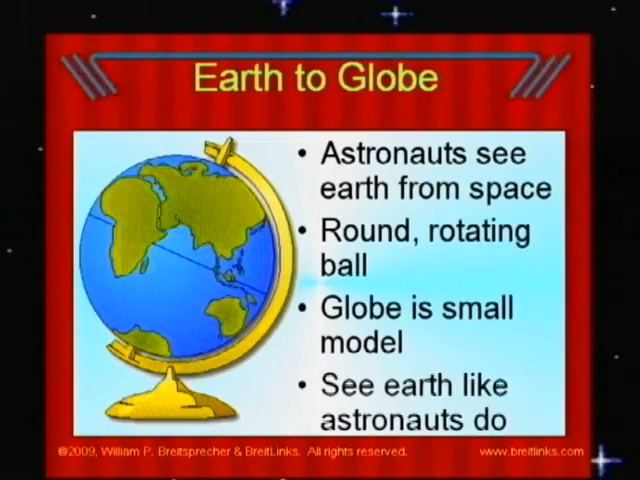 Earth to Globe
• Astronauts see
earth from space
• Round, rotating
ball
• Globe is small
model
• See earth like
astronauts do
@2009, William P. Breitsprecher & BreitLinks. All rights reserved.
www.breitlinks.com